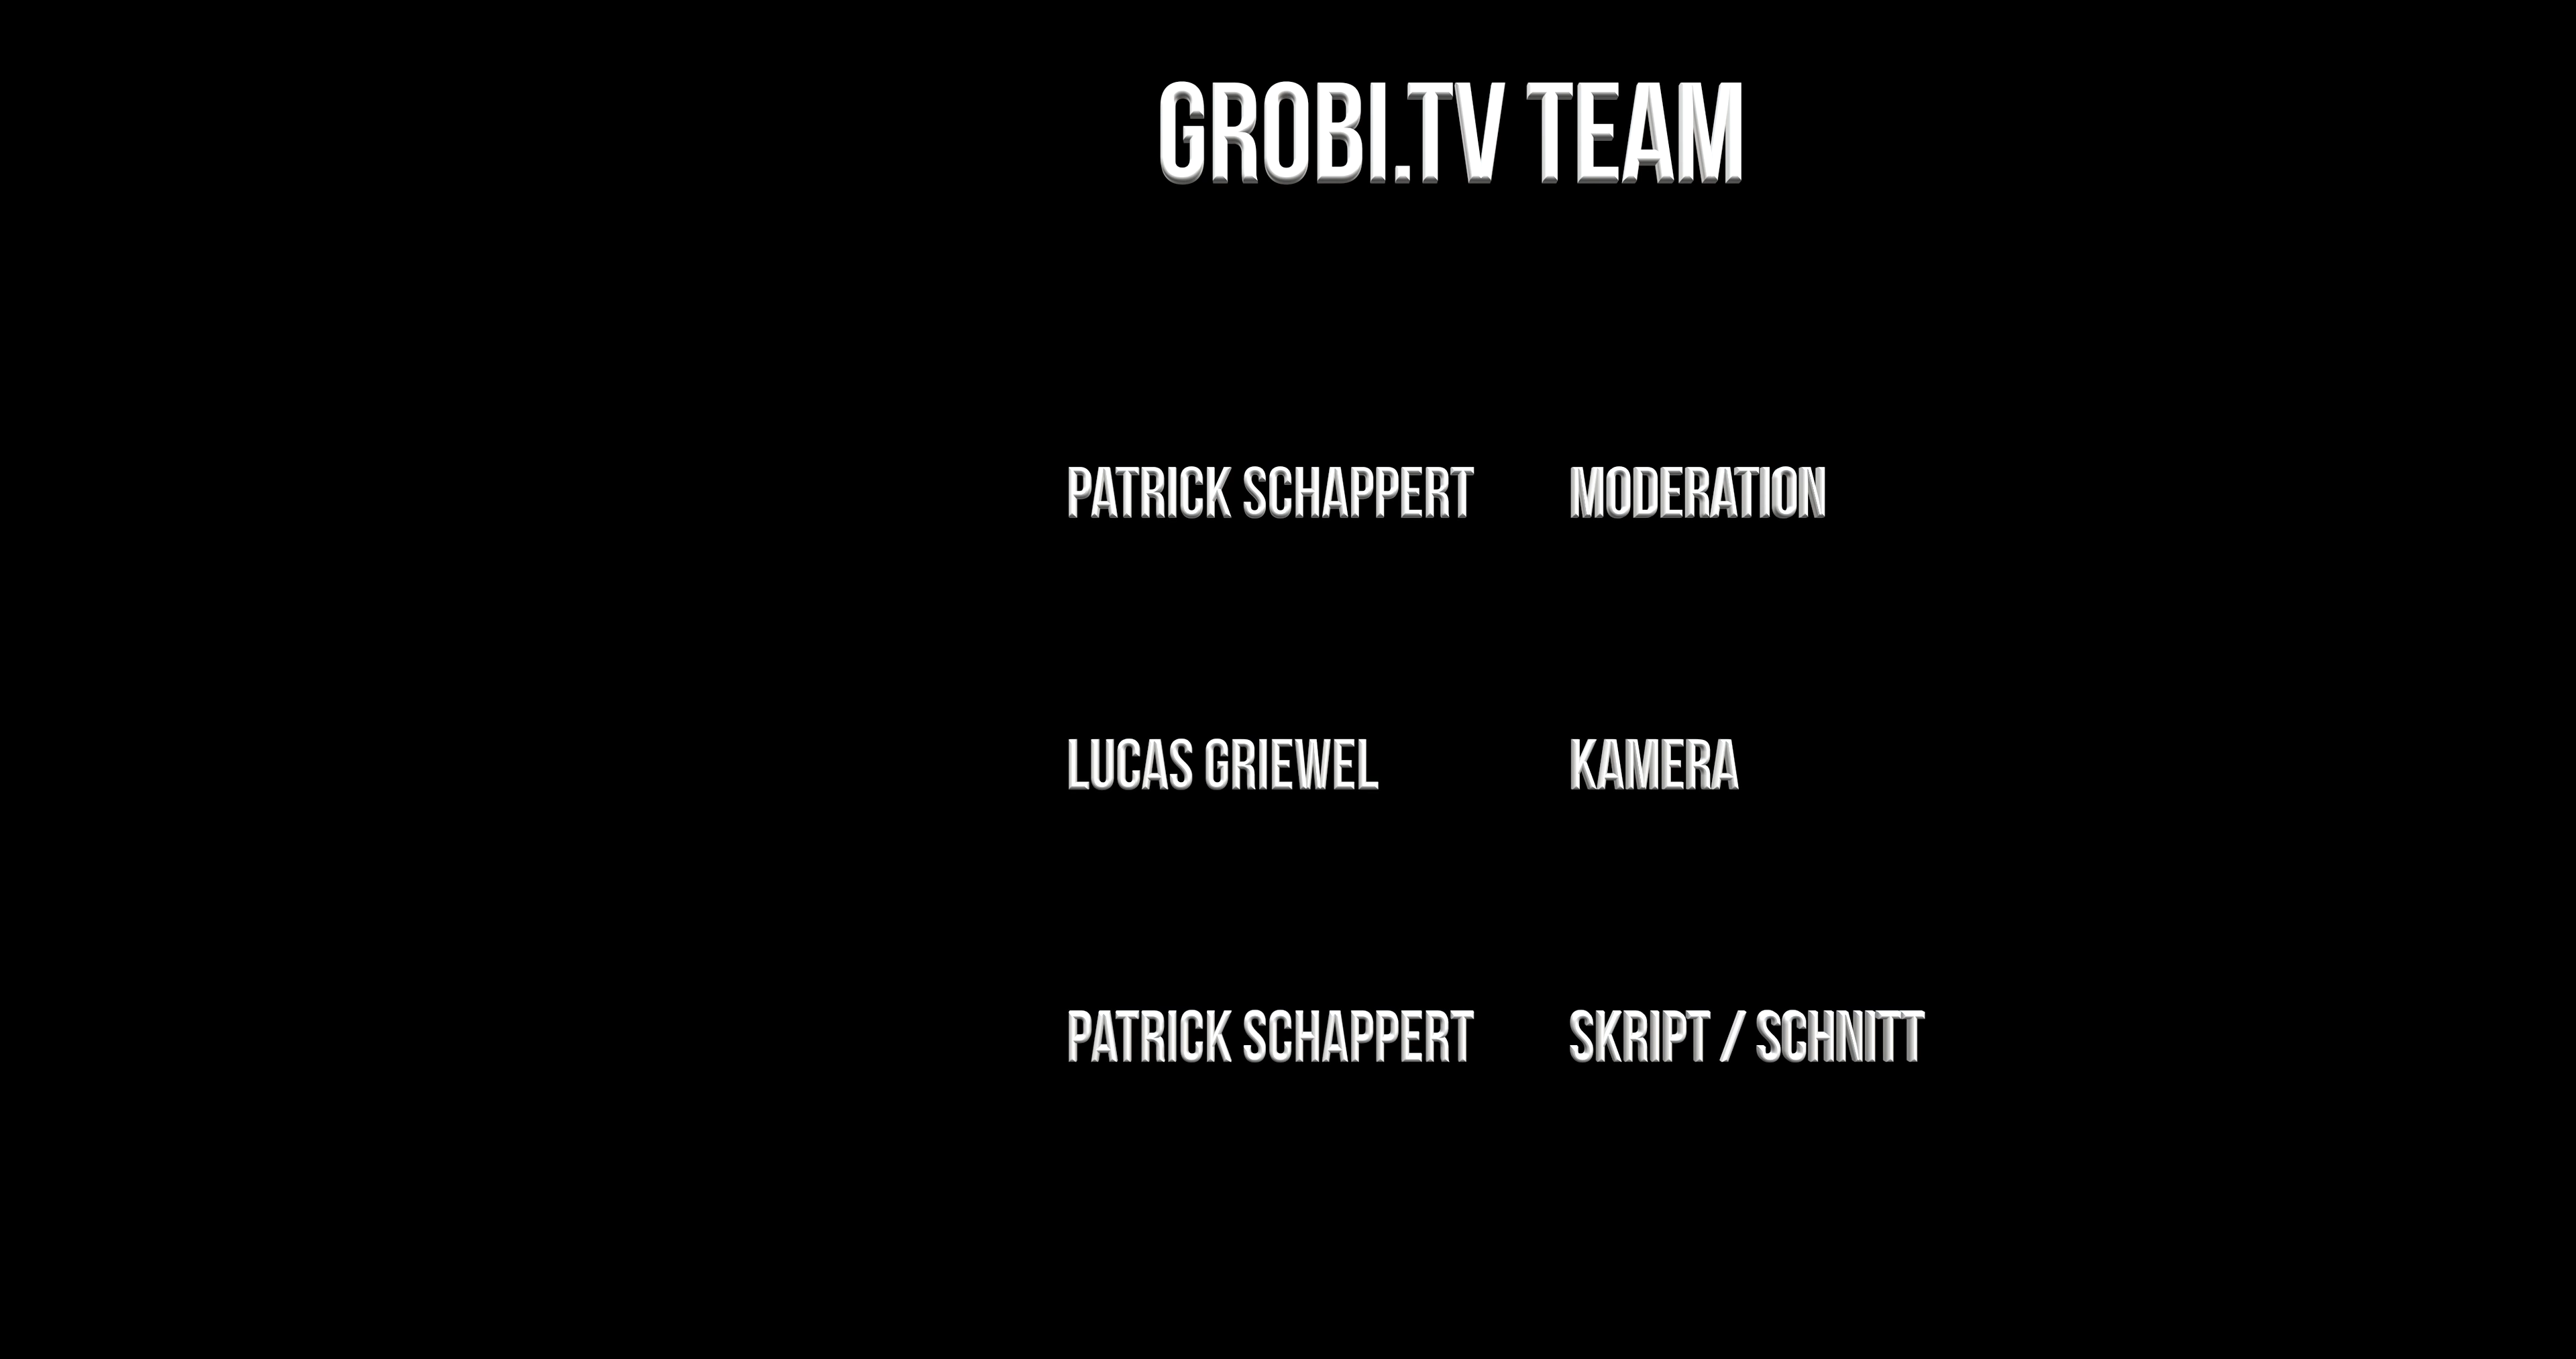 GROBI.TV TEAM
PATRICK SCHAPPERT MODERATION
LUCAS GRIEWEL KAMERA
PATRICK SCHAPPERT SKRIPT / SCHNITT